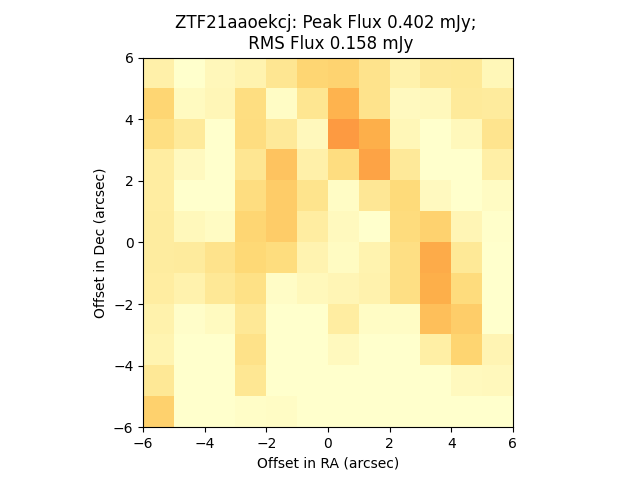 ZTF21aaoekcj: Peak Flux 0.402 mJy;
RMS Flux 0.158 mJy
6
4
2
0
−2
−4
−6
Offset in Dec (arcsec)
−6 −4 −2 0 2 4 6
Offset in RA (arcsec)